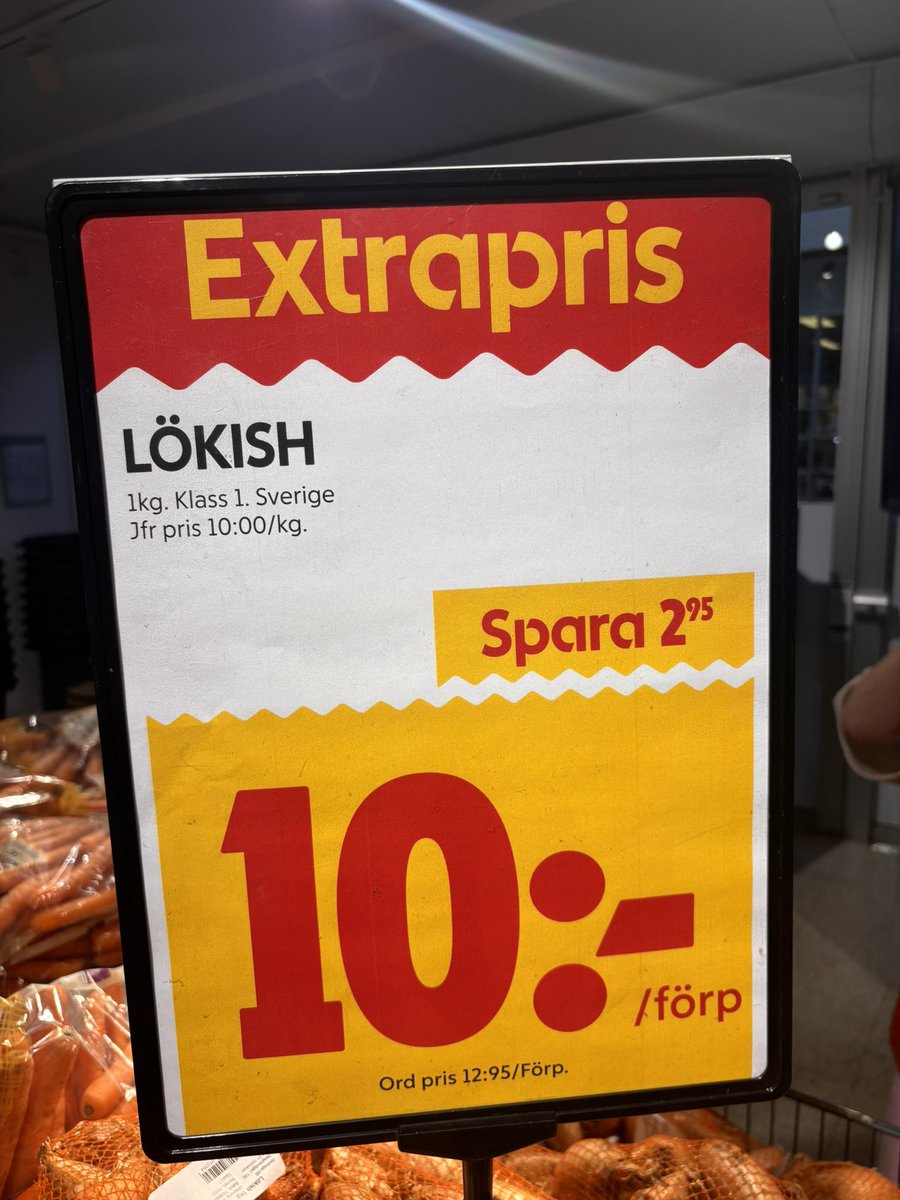 Extrapris
LÖKISH
1kg. Klass 1. Sverige
Jfr pris 10:00/kg.
Spara 2⁹⁵
10:-
/förp
Ord pris 12:95/Förp.
LÖKISH